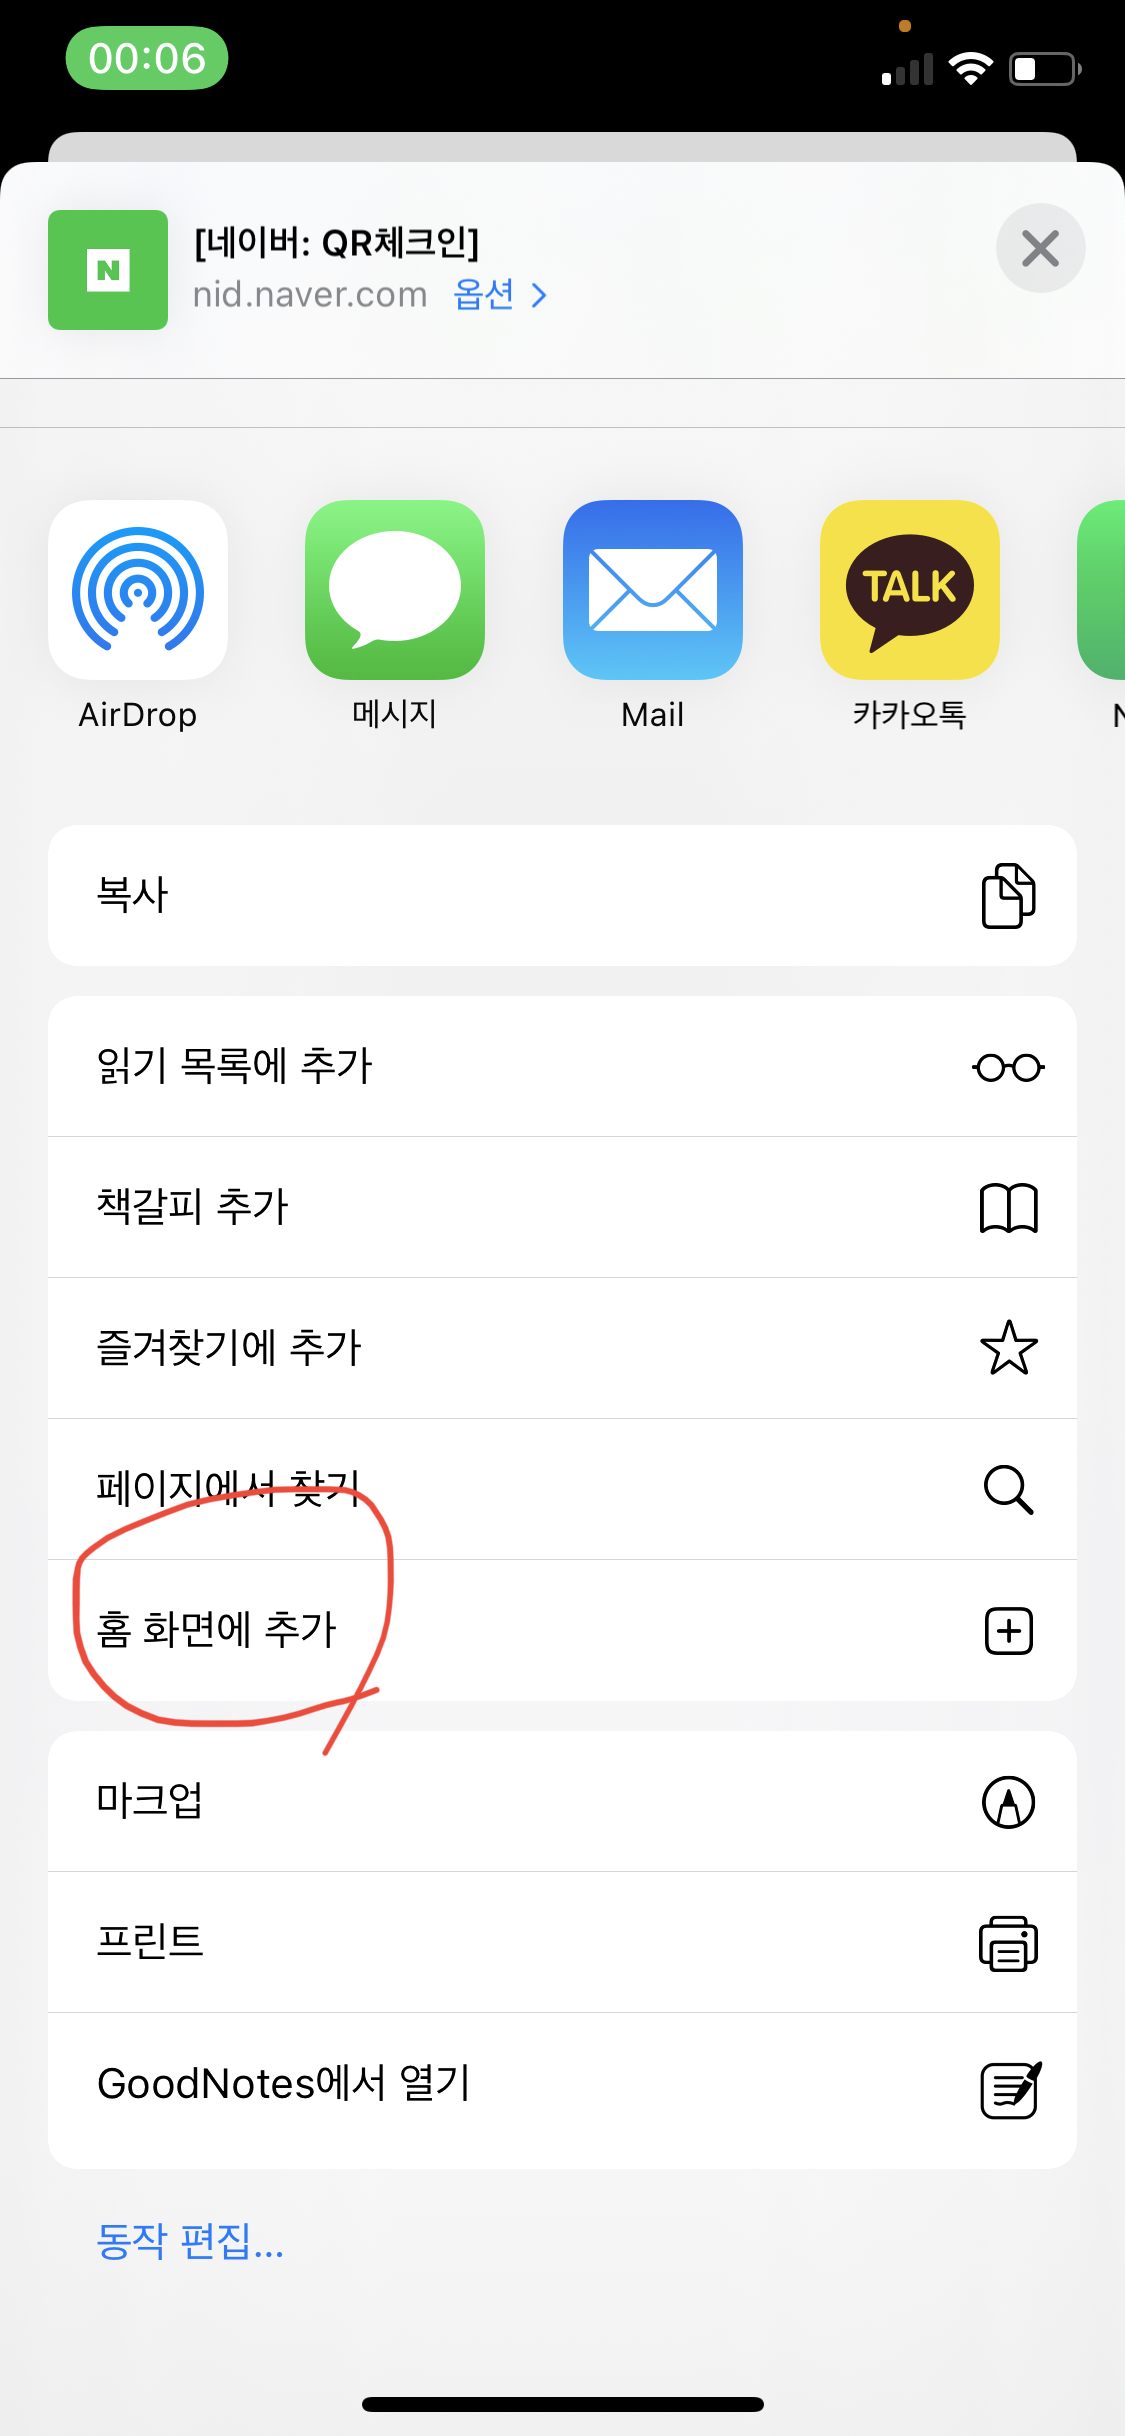 00:06
[네이버: QR체크인]
nid.naver.com 옵션
N
AirDrop
메시지
Mail
TALK
카카오톡
복사
읽기 목록에 추가
책갈피 추가
즐겨찾기에 추가
페이지에서 찾기
홈 화면에 추가
마크업
프린트
GoodNotes에서 열기
동작 편집...